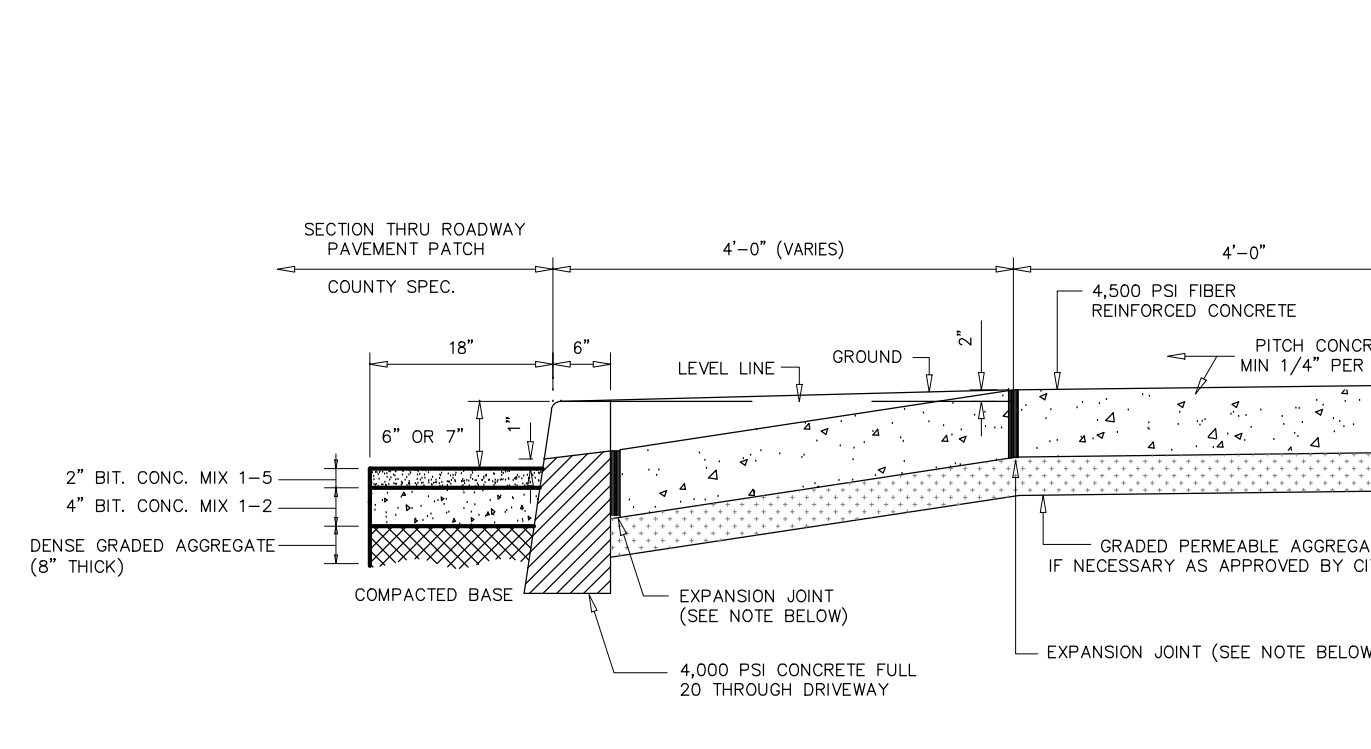 SECTION THRU ROADWAY
PAVEMENT PATCH
COUNTY SPEC.
4'-0" (VARIES)
4'-0"
4,500 PSI FIBER
REINFORCED CONCRETE
18"
6"
LEVEL LINE
GROUND
2"
PITCH CONCR
MIN 1/4" PER
6" OR 7"
1"
2" BIT. CONC. MIX 1-5
4" BIT. CONC. MIX 1-2
DENSE GRADED AGGREGATE
(8" THICK)
COMPACTED BASE
EXPANSION JOINT
(SEE NOTE BELOW)
GRADED PERMEABLE AGGREGA
IF NECESSARY AS APPROVED BY CI
EXPANSION JOINT (SEE NOTE BELOW
4,000 PSI CONCRETE FULL
20 THROUGH DRIVEWAY